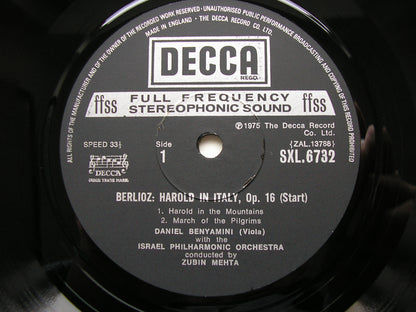 ALL RIGHTS OF THE MANUFACTURER AND OF THE OWNER OF THE RECORDED WORK RESERVED. UNAUTHORISED PUBLIC PERFORMANCE BROADCASTING AND COPYING OF THIS RECORD PROHIBITED
MADE IN ENGLAND. THE DECCA RECORD CO. LTD.
DECCA
REGD.
ffss FULL FREQUENCY ffss
STEREOPHONIC SOUND
℗ 1975 The Decca Record
Co. Ltd.
SPEED 33⅓ Side {ZAL.13788}
1 SXL.6732
DECCA
BERLIOZ: HAROLD IN ITALY, Op. 16 (Start)
1. Harold in the Mountains
2. March of the Pilgrims
DANIEL BENYAMINI (Viola)
with the
ISRAEL PHILHARMONIC ORCHESTRA
conducted by
ZUBIN MEHTA